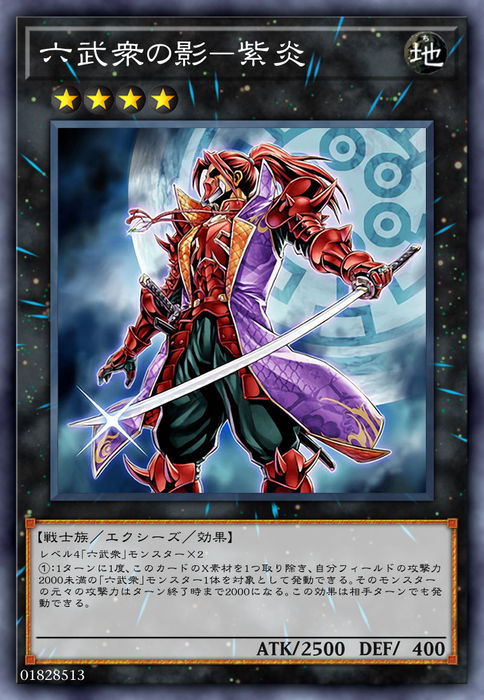 六武衆の影－紫炎
地
ち
【戦士族／エクシーズ／効果】
レベル4「六武衆」モンスター×2
①：1ターンに1度、このカードのX素材を1つ取り除き、自分フィールドの攻撃力
2000未満の「六武衆」モンスター1体を対象として発動できる。そのモンスター
の元々の攻撃力はターン終了時まで2000になる。この効果は相手ターンでも発
動できる。
ATK/2500 DEF/ 400
01828513